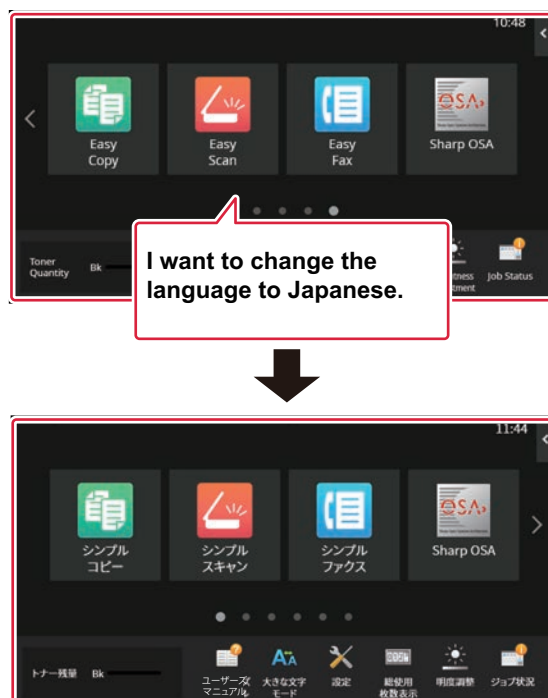 10:48
Easy
Copy
Easy
Scan
Easy
Fax
OSA
Sharp OSA
I want to change the
language to Japanese.
Toner
Quantity
Bk
Job Status
11:44
シンプル
コピー
シンプル
スキャン
シンプル
ファクス
OSA
Sharp OSA
トナー残量
Bk
ユーザーズ
マニュアル
大きな文字
モード
設定
総使用
枚数表示
明度調整
ジョブ状況